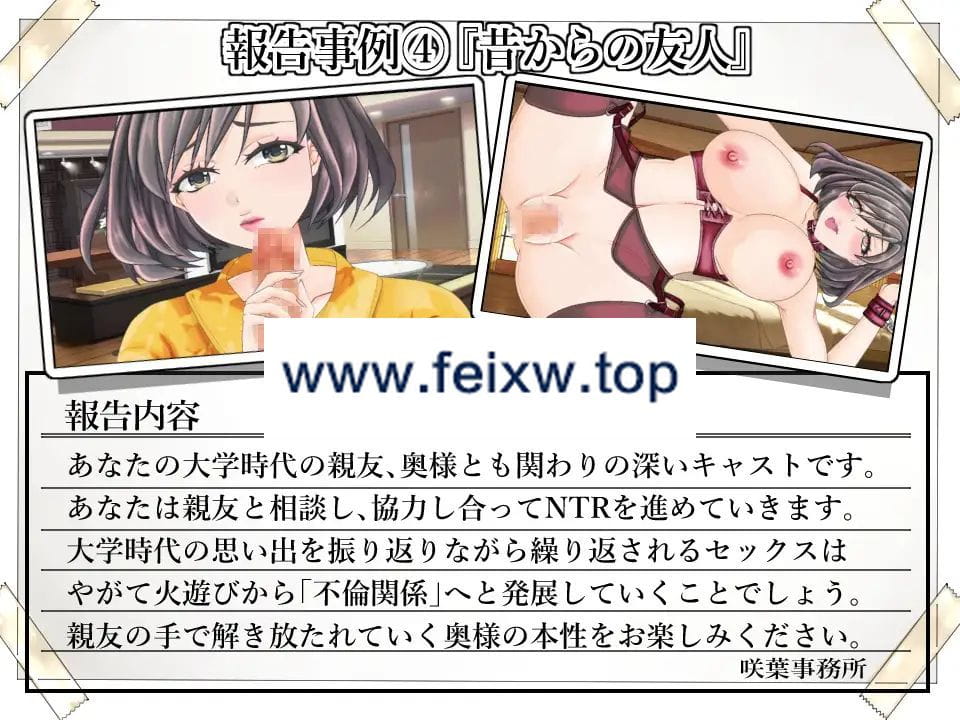 報告事例④『昔からの友人』
www.feixw.top
報告内容
あなたの大学時代の親友、奥様とも関わりの深いキャストです。
あなたは親友と相談し、協力し合ってNTRを進めていきます。
大学時代の思い出を振り返りながら繰り返されるセックスは
やがて火遊びから「不倫関係」へと発展していくことでしょう。
親友の手で解き放たれていく奥様の本性をお楽しみください。
咲葉事務所